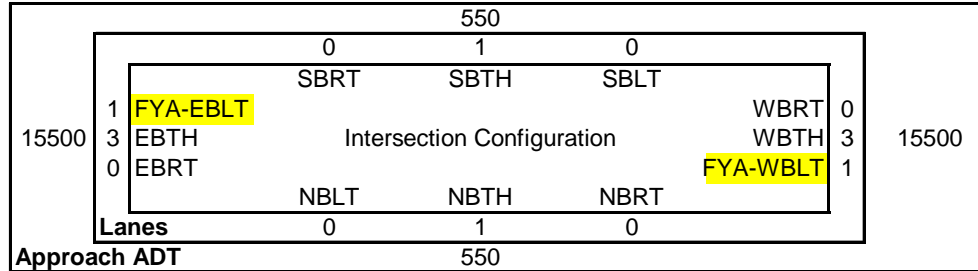 550
0 1 0
SBRT SBTH SBLT
1 FYA-EBLT WBRT 0
15500 3 EBTH Intersection Configuration WBTH 3 15500
0 EBRT FYA-WBLT 1
NBLT NBTH NBRT
Lanes 0 1 0
Approach ADT 550